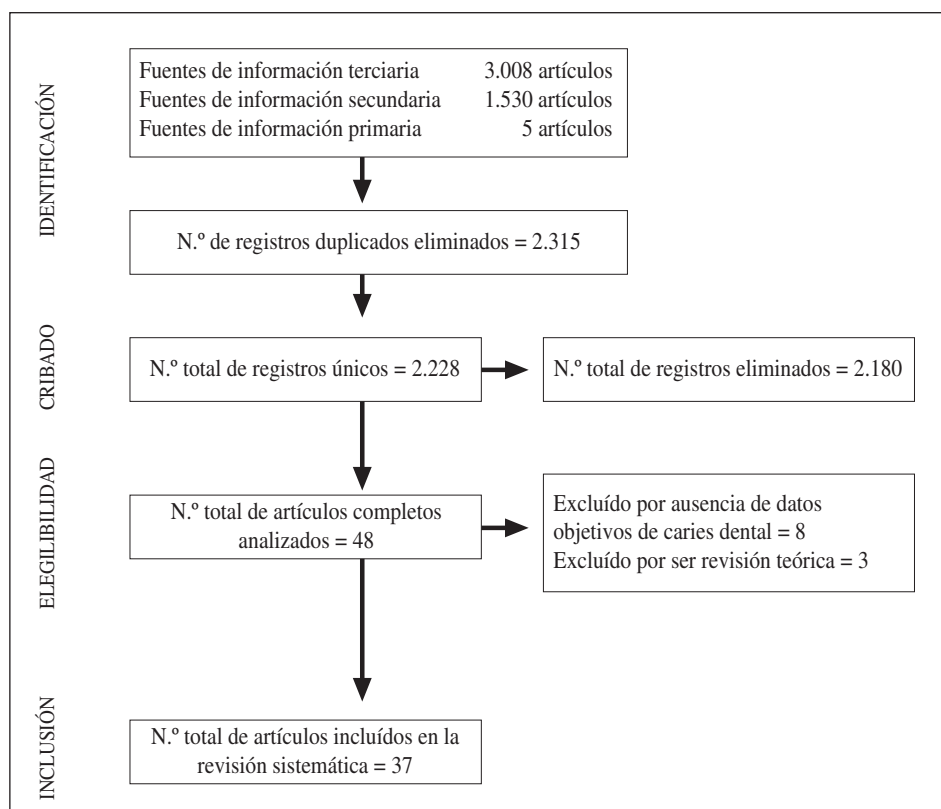 IDENTIFICACIÓN
Fuentes de información terciaria 3.008 artículos
Fuentes de información secundaria 1.530 artículos
Fuentes de información primaria 5 artículos
N.º de registros duplicados eliminados = 2.315
CRIBADO
N.º total de registros únicos = 2.228
N.º total de registros eliminados = 2.180
ELEGILIBILIDAD
N.º total de artículos completos
analizados = 48
Excluído por ausencia de datos
objetivos de caries dental = 8
Excluído por ser revisión teórica = 3
INCLUSIÓN
N.º total de artículos incluídos en la
revisión sistemática = 37